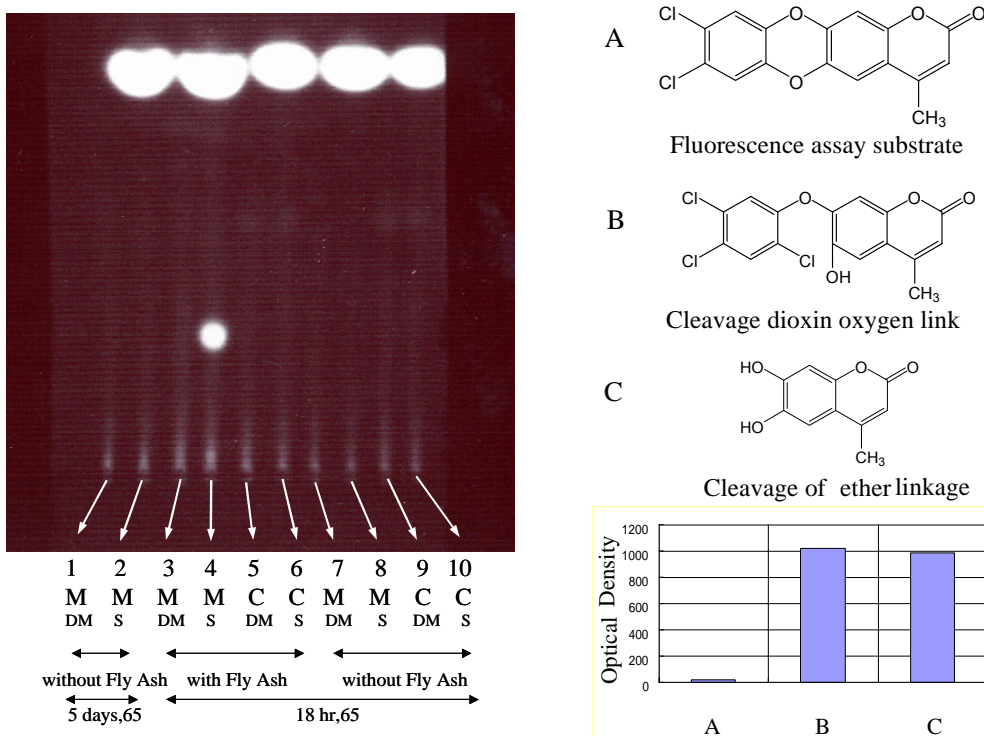 1 2 3 4 5 6 7 8 9 10
M M M M C C M M C C
DM S DM S DM S DM S DM S
without Fly Ash with Fly Ash without Fly Ash
5 days,65 18 hr,65
A
Cl O O O
Cl O
CH3
Fluorescence assay substrate
B
Cl O O O
Cl Cl OH
CH3
Cleavage dioxin oxygen link
C
HO O O
HO
CH3
Cleavage of ether linkage
Optical Density
1200
1000
800
600
400
200
0
A B C